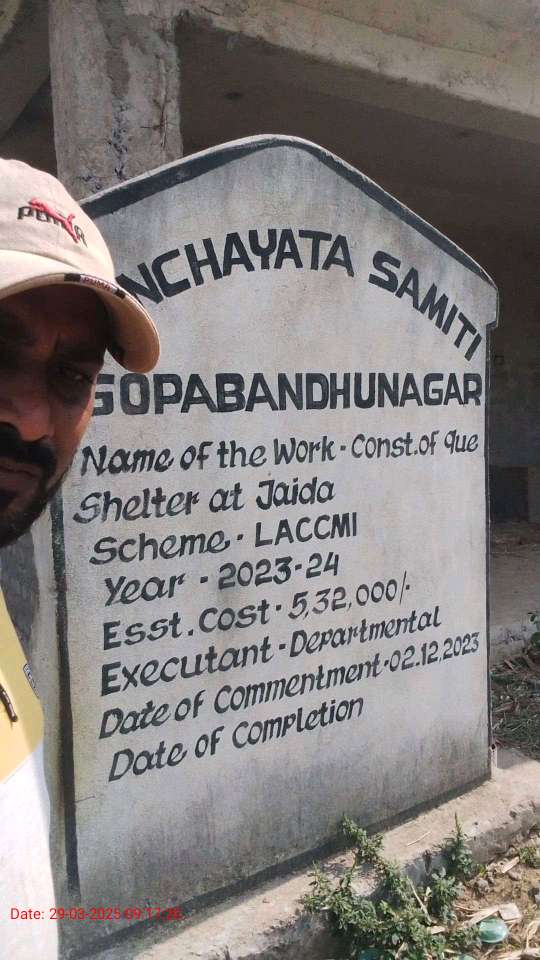 PUMA
PUMA
NCHAYATA SAMITI
GOPABANDHUNAGAR
Name of the Work - Const. of que
Shelter at Jaida
Scheme - LACCMI
Year - 2023-24
Esst. Cost - 5,32,000/-
Executant - Departmental
Date of Commentment - 02.12.2023
Date of Completion
Date: 29-03-2025 09:17:26